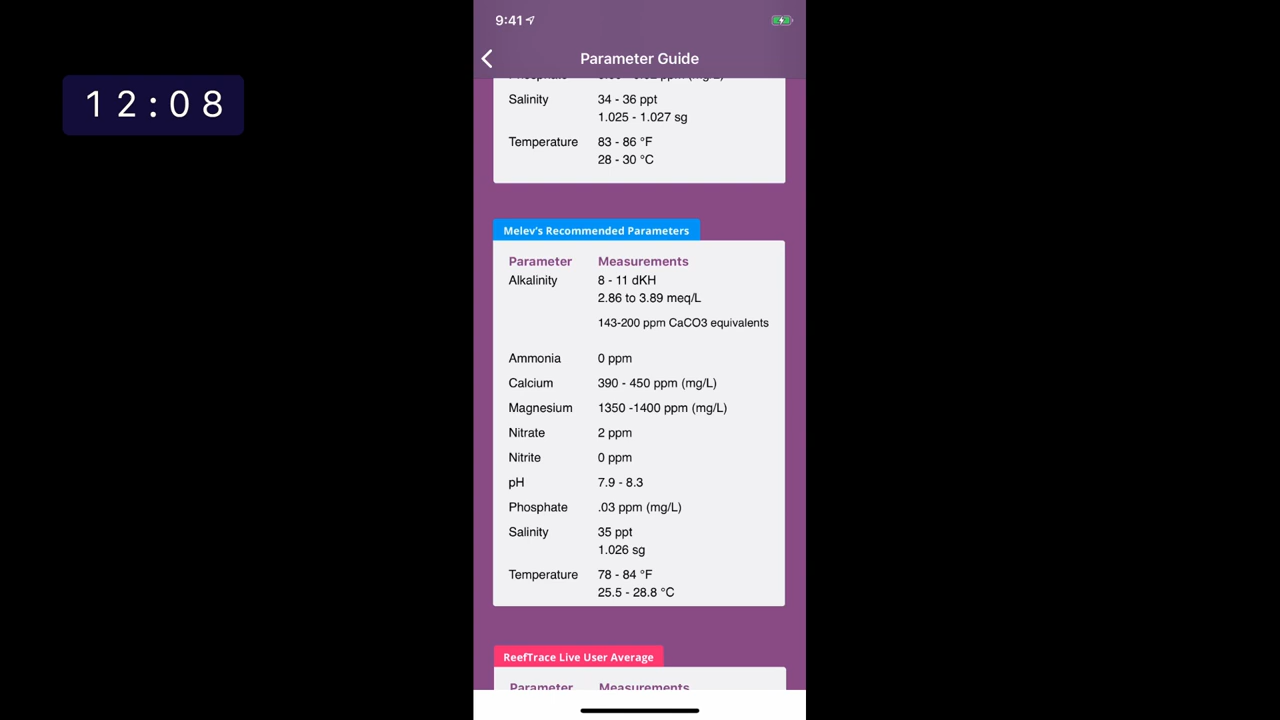 12:08
9:41
Parameter Guide
Salinity 34 - 36 ppt
1.025 - 1.027 sg
Temperature 83 - 86 °F
28 - 30 °C
Melev's Recommended Parameters
Parameter Measurements
Alkalinity 8 - 11 dKH
2.86 to 3.89 meq/L
143-200 ppm CaCO3 equivalents
Ammonia 0 ppm
Calcium 390 - 450 ppm (mg/L)
Magnesium 1350 -1400 ppm (mg/L)
Nitrate 2 ppm
Nitrite 0 ppm
pH 7.9 - 8.3
Phosphate .03 ppm (mg/L)
Salinity 35 ppt
1.026 sg
Temperature 78 - 84 °F
25.5 - 28.8 °C
ReefTrace Live User Average
Parameter Measurements